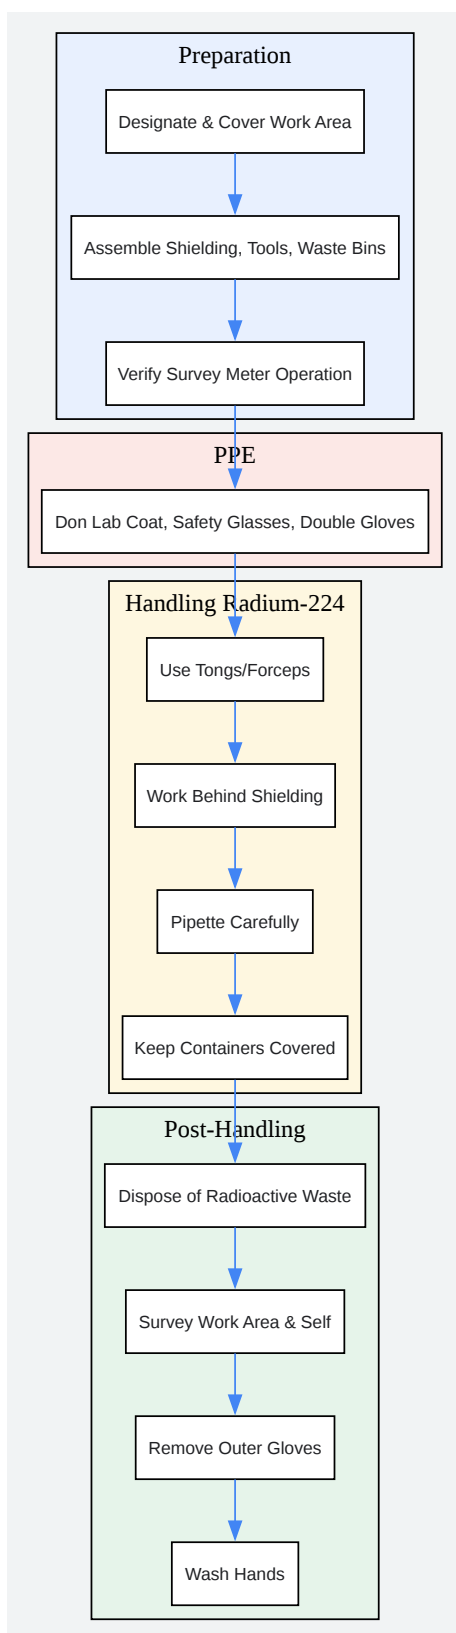 Preparation
Designate & Cover Work Area
Assemble Shielding, Tools, Waste Bins
Verify Survey Meter Operation
PPE
Don Lab Coat, Safety Glasses, Double Gloves
Handling Radium-224
Use Tongs/Forceps
Work Behind Shielding
Pipette Carefully
Keep Containers Covered
Post-Handling
Dispose of Radioactive Waste
Survey Work Area & Self
Remove Outer Gloves
Wash Hands